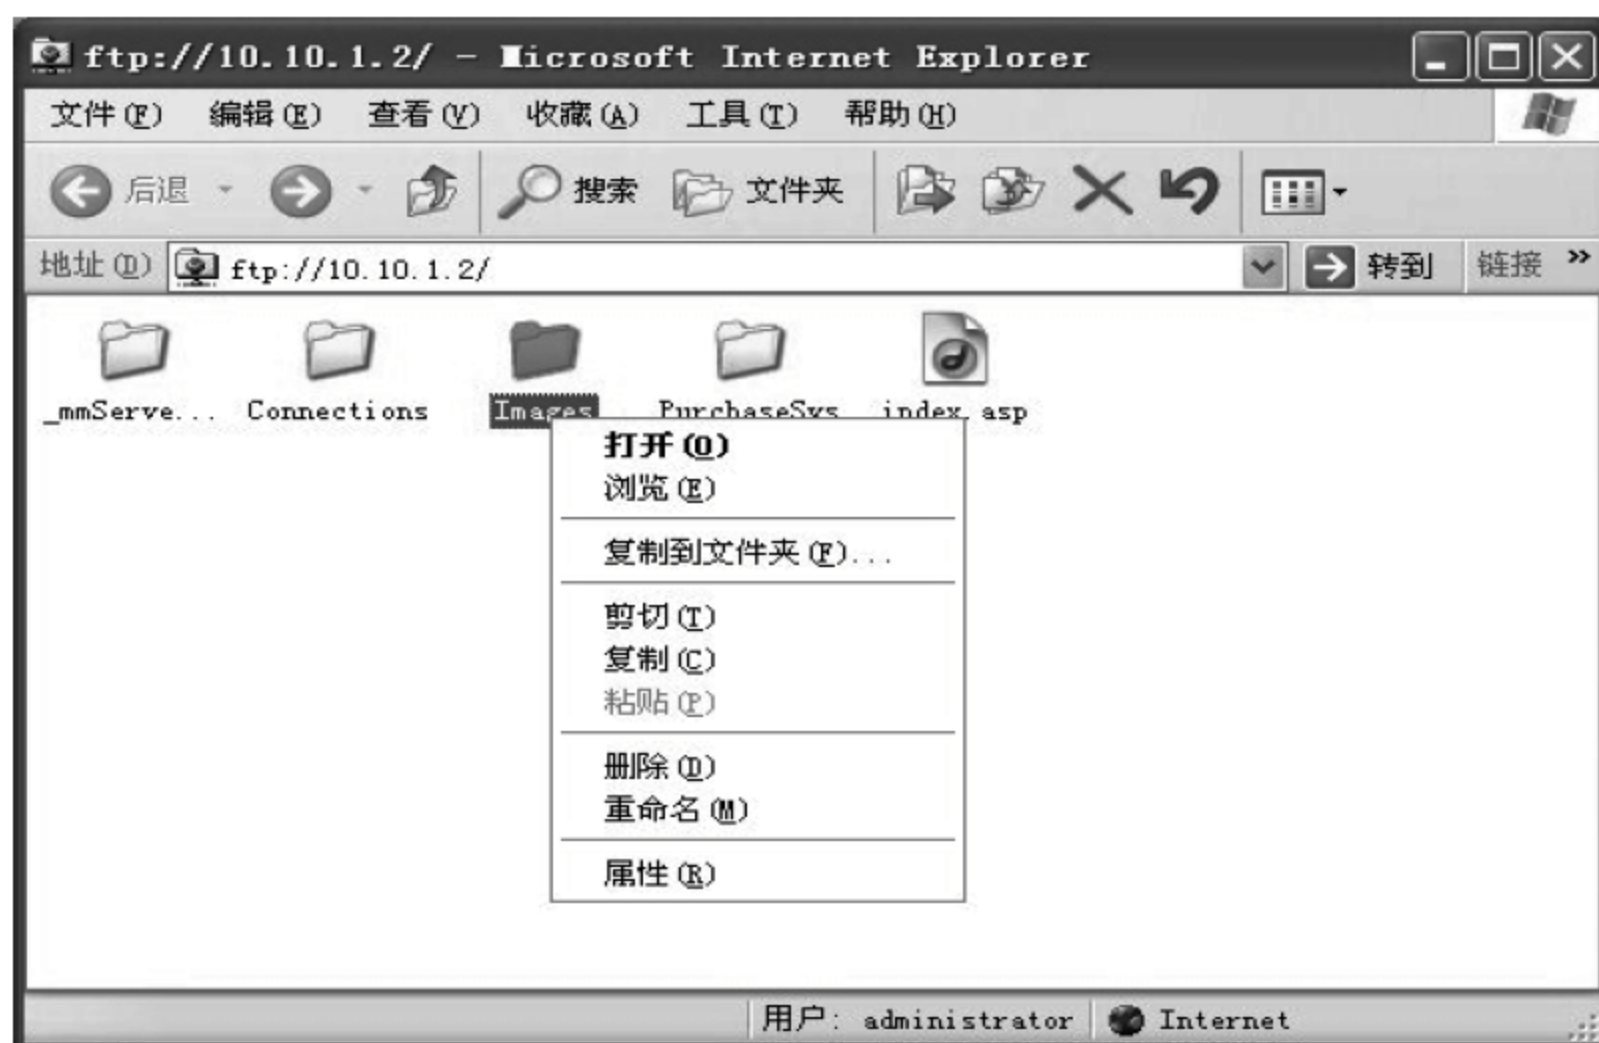 ftp://10.10.1.2/ - Microsoft Internet Explorer
文件(F) 编辑(E) 查看(V) 收藏(A) 工具(T) 帮助(H)
后退 搜索 文件夹
地址(D) ftp://10.10.1.2/ 转到 链接 »
_mmServe... Connections Images PurchaseSys index.asp
打开(O)
浏览(E)
复制到文件夹(F)...
剪切(T)
复制(C)
粘贴(P)
删除(D)
重命名(M)
属性(R)
用户: administrator Internet